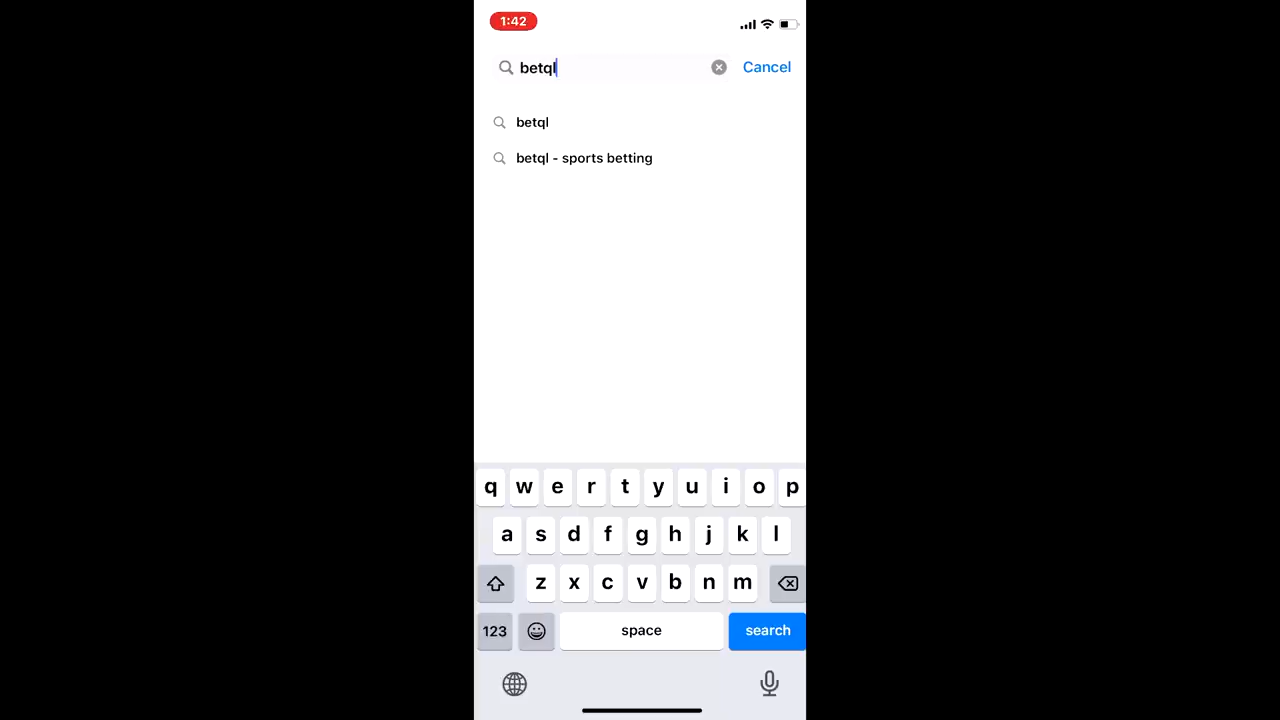 1:42
betql
Cancel
betql
betql - sports betting
q w e r t y u i o p
a s d f g h j k l
z x c v b n m
123 space search